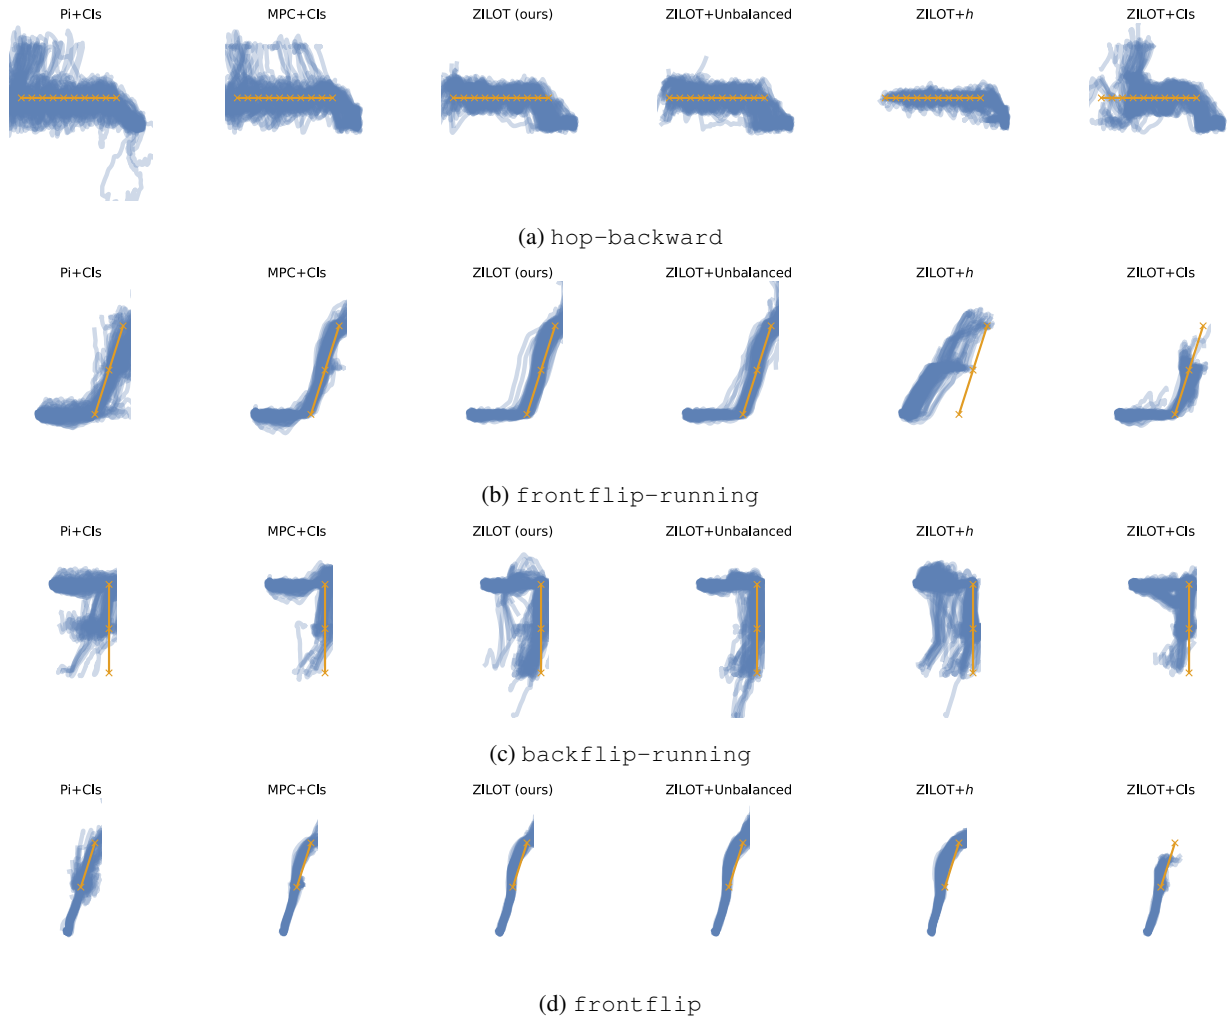 Pi+Cls MPC+Cls ZILOT (ours) ZILOT+Unbalanced ZILOT+h ZILOT+Cls
(a) hop-backward
Pi+Cls MPC+Cls ZILOT (ours) ZILOT+Unbalanced ZILOT+h ZILOT+Cls
(b) frontflip-running
Pi+Cls MPC+Cls ZILOT (ours) ZILOT+Unbalanced ZILOT+h ZILOT+Cls
(c) backflip-running
Pi+Cls MPC+Cls ZILOT (ours) ZILOT+Unbalanced ZILOT+h ZILOT+Cls
(d) frontflip